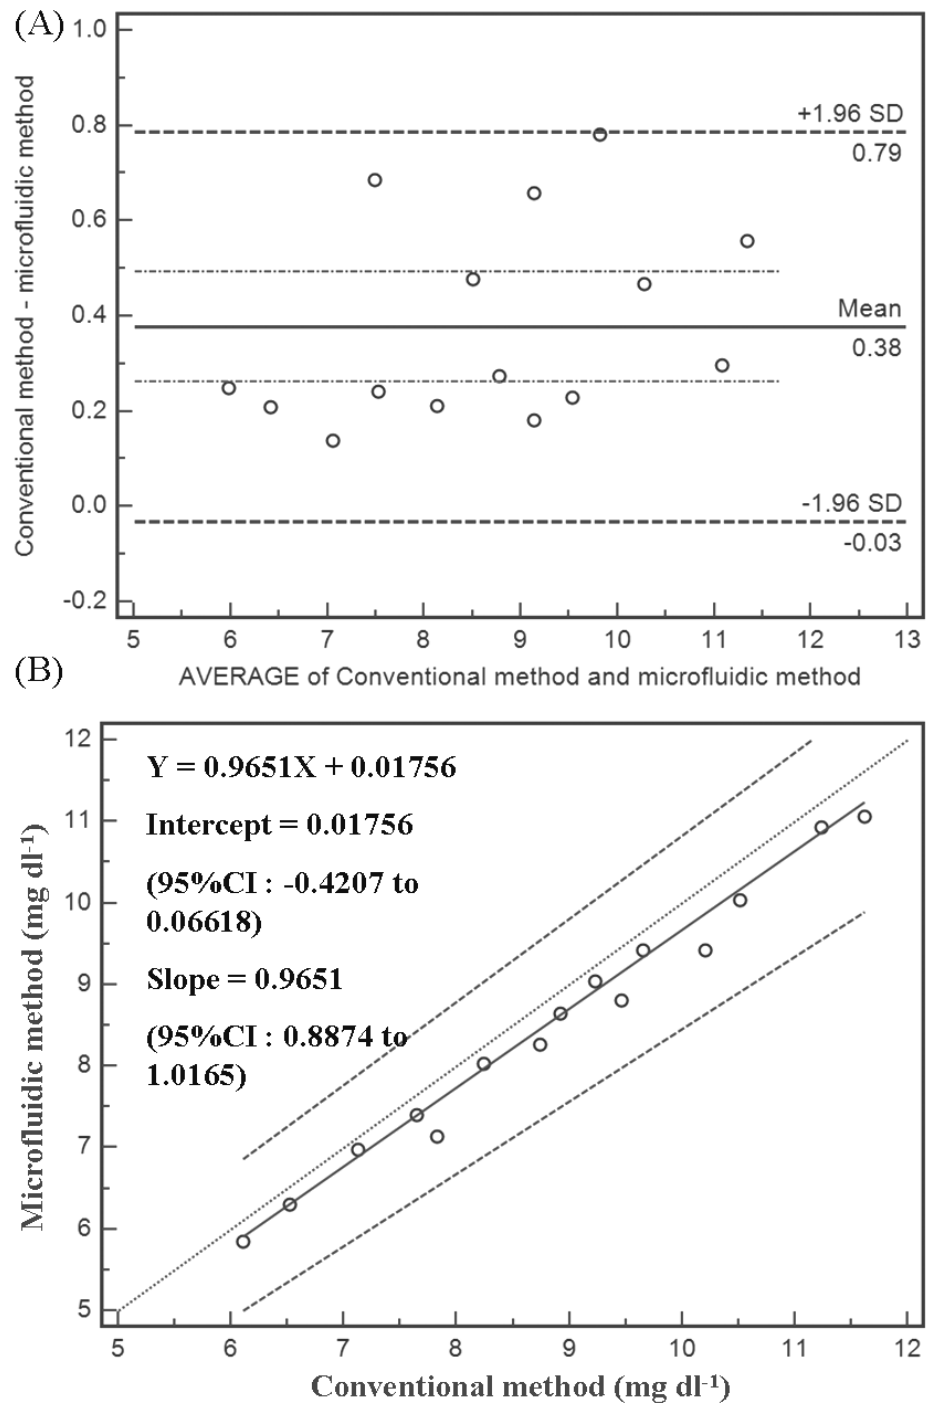 (A)
1.0
0.8
0.6
0.4
0.2
0.0
-0.2
Conventional method - microfluidic method
+1.96 SD
0.79
Mean
0.38
-1.96 SD
-0.03
5 6 7 8 9 10 11 12 13
AVERAGE of Conventional method and microfluidic method
(B)
12
11
10
9
8
7
6
5
Microfluidic method (mg dl⁻¹)
Y = 0.9651X + 0.01756
Intercept = 0.01756
(95%CI : -0.4207 to
0.06618)
Slope = 0.9651
(95%CI : 0.8874 to
1.0165)
5 6 7 8 9 10 11 12
Conventional method (mg dl⁻¹)